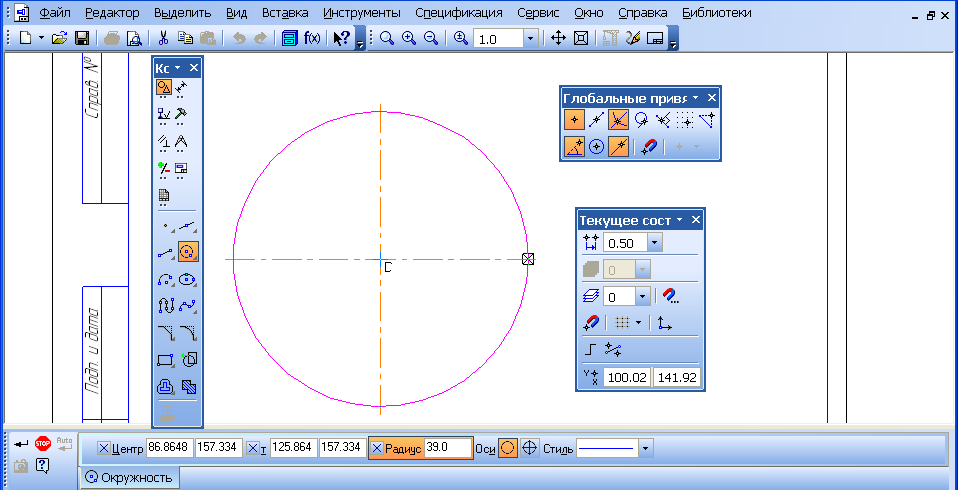 Файл Редактор Выделить Вид Вставка Инструменты Спецификация Сервис Окно Справка Библиотеки
f(x) 1.0
Справ. №
Кс
Глобальные привя
Текущее сост
0.50
0
0
Подп. и дата
100.02 141.92
STOP Auto Центр 86.8648 157.334 т 125.864 157.334 Радиус 39.0 Оси Стиль
Окружность